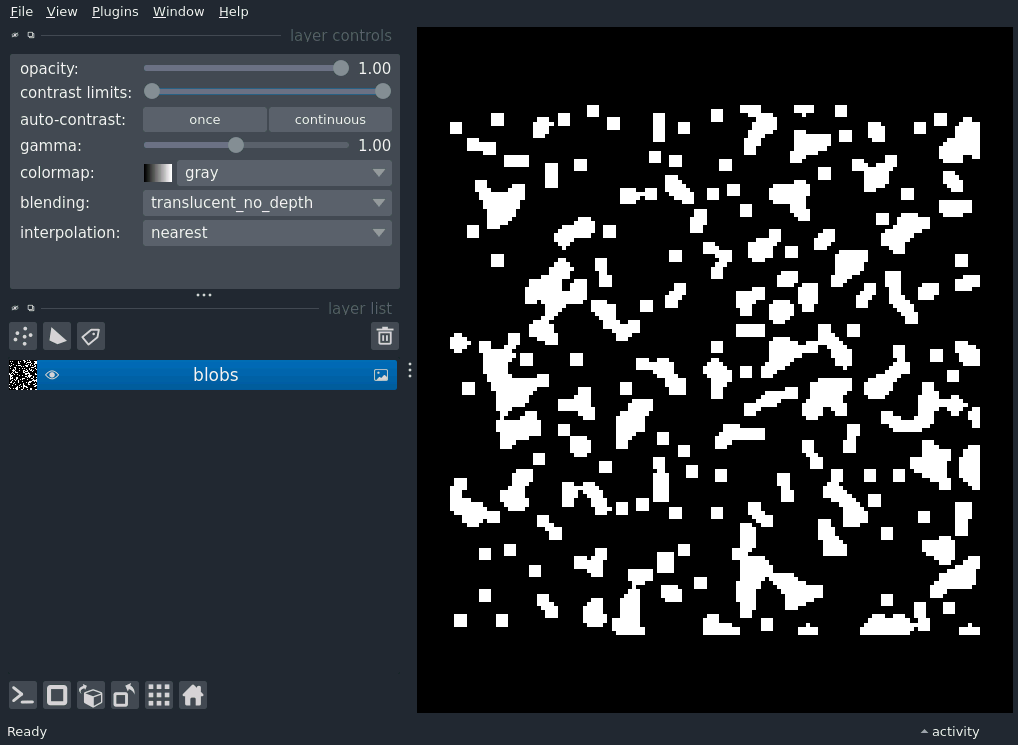 File View Plugins Window Help
layer controls
opacity: 1.00
contrast limits:
auto-contrast: once continuous
gamma: 1.00
colormap: gray
blending: translucent_no_depth
interpolation: nearest
layer list
blobs
Ready activity